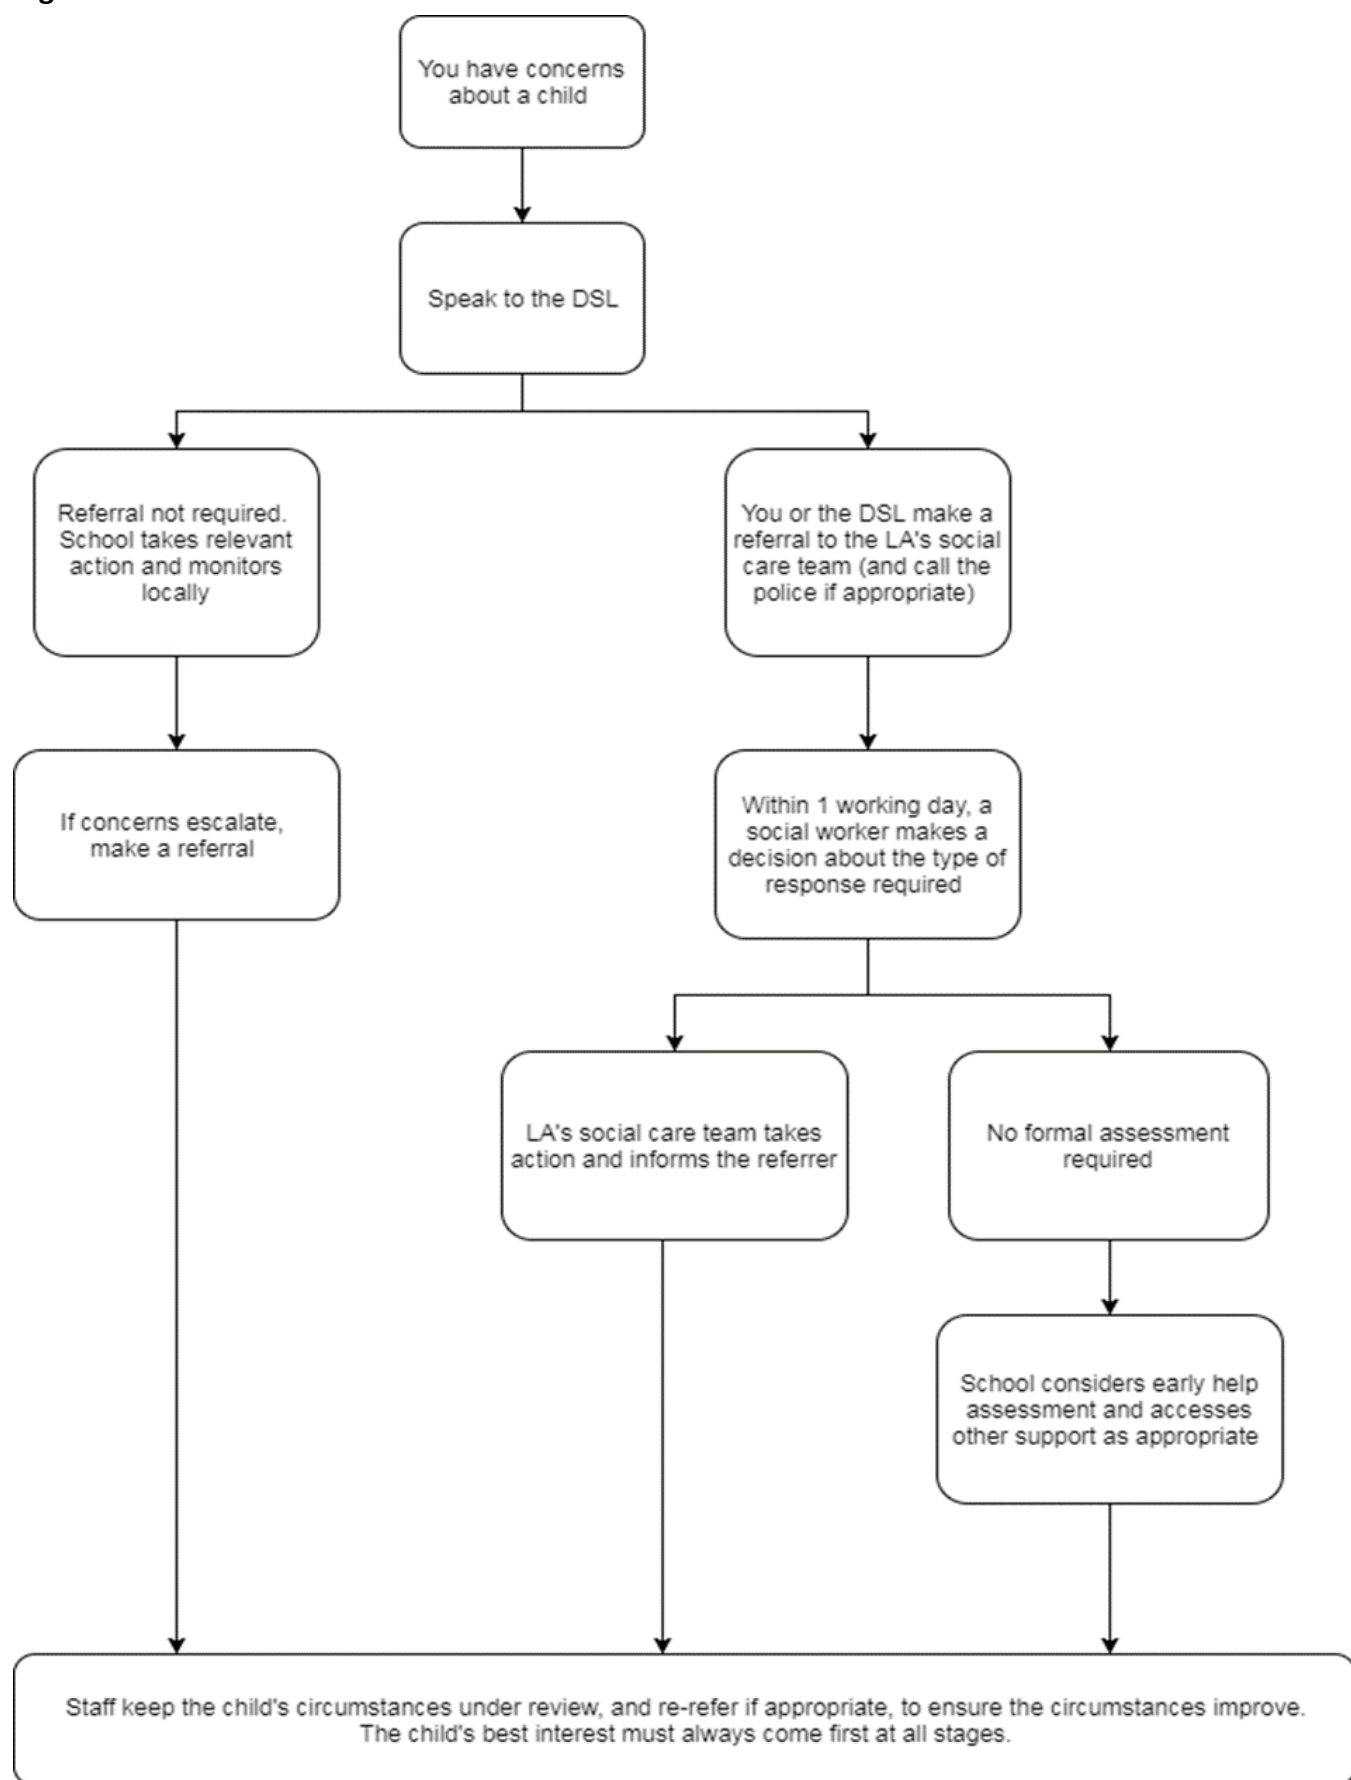 You have concerns
about a child
Speak to the DSL
Referral not required.
School takes relevant
action and monitors
locally
You or the DSL make a
referral to the LA's social
care team (and call the
police if appropriate)
If concerns escalate,
make a referral
Within 1 working day, a
social worker makes a
decision about the type of
response required
LA's social care team takes
action and informs the referrer
No formal assessment
required
School considers early help
assessment and accesses
other support as appropriate
Staff keep the child's circumstances under review, and re-refer if appropriate, to ensure the circumstances improve.
The child's best interest must always come first at all stages.